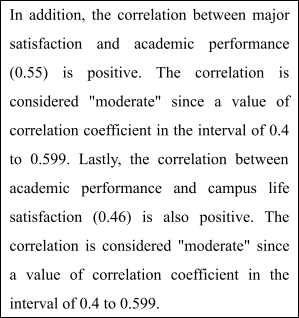 In addition, the correlation between major
satisfaction and academic performance
(0.55) is positive. The correlation is
considered "moderate" since a value of
correlation coefficient in the interval of 0.4
to 0.599. Lastly, the correlation between
academic performance and campus life
satisfaction (0.46) is also positive. The
correlation is considered "moderate" since
a value of correlation coefficient in the
interval of 0.4 to 0.599.